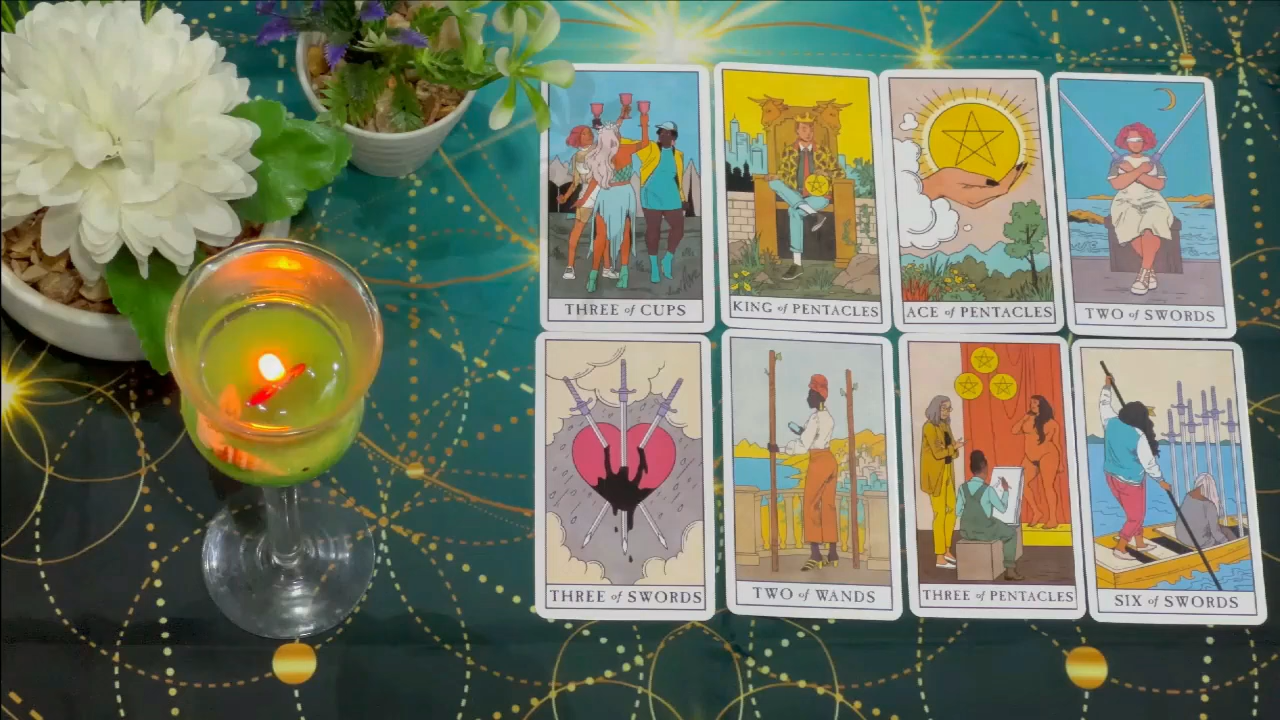 THREE of CUPS
KING of PENTACLES
ACE of PENTACLES
TWO of SWORDS
THREE of SWORDS
TWO of WANDS
THREE of PENTACLES
SIX of SWORDS